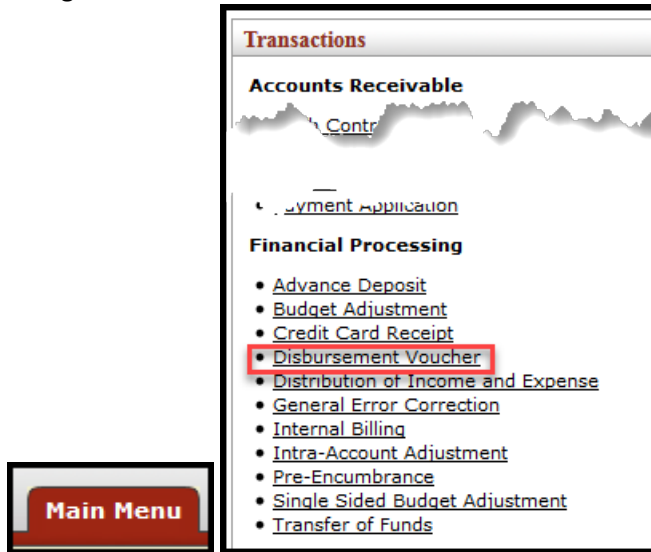 Transactions
Accounts Receivable
Contr
Application
Financial Processing
• Advance Deposit
• Budget Adjustment
• Credit Card Receipt
• Disbursement Voucher
• Distribution of Income and Expense
• General Error Correction
• Internal Billing
• Intra-Account Adjustment
• Pre-Encumbrance
• Single Sided Budget Adjustment
• Transfer of Funds
Main Menu